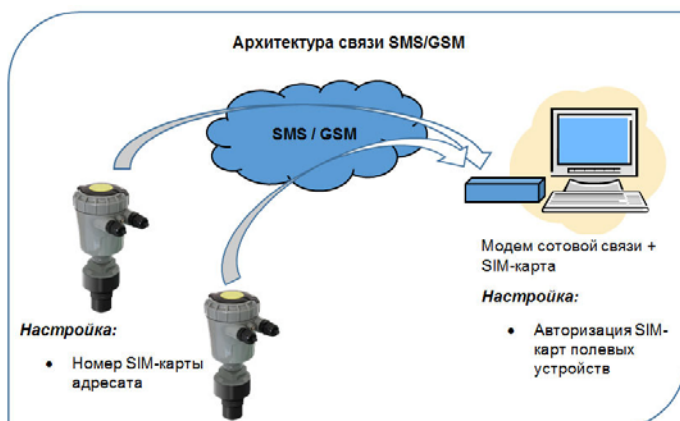 Архитектура связи SMS/GSM
SMS / GSM
Модем сотовой связи +
SIM-карта
Настройка:
• Авторизация SIM-
карт полевых
устройств
Настройка:
• Номер SIM-карты
адресата